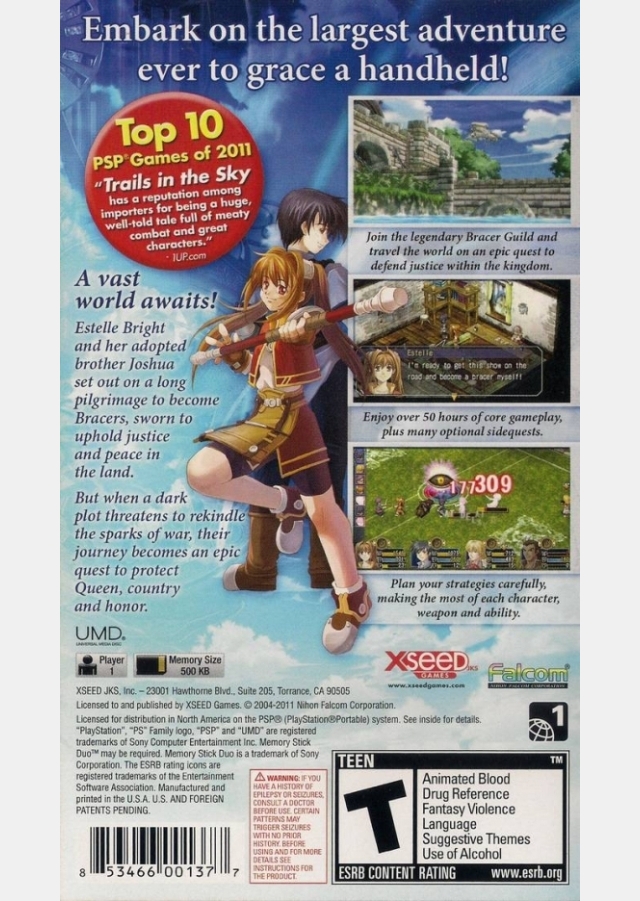 Embark on the largest adventure
ever to grace a handheld!
Top 10
PSP® Games of 2011
"Trails in the Sky
has a reputation among
importers for being a huge,
well-told tale full of meaty
combat and great
characters."
- 1UP.com
A vast
world awaits!
Estelle Bright
and her adopted
brother Joshua
set out on a long
pilgrimage to become
Bracers, sworn to
uphold justice
and peace in
the land.
But when a dark
plot threatens to rekindle
the sparks of war, their
journey becomes an epic
quest to protect
Queen, country
and honor.
Join the legendary Bracer Guild and
travel the world on an epic quest to
defend justice within the kingdom.
Estelle
I'm ready to get this show on the
road and become a bracer myself!
Enjoy over 50 hours of core gameplay,
plus many optional sidequests.
177 309
Plan your strategies carefully,
making the most of each character,
weapon and ability.
UMD®
UNIVERSAL MEDIA DISC
Player
1
Memory Size
500 KB
XSEED JKS
GAMES
www.xseedgames.com
Falcom
NIHON FALCOM CORPORATION
XSEED JKS, Inc. – 23001 Hawthorne Blvd., Suite 205, Torrance, CA 90505
Licensed to and published by XSEED Games. © 2004-2011 Nihon Falcom Corporation.
Licensed for distribution in North America on the PSP® (PlayStation®Portable) system. See inside for details.
"PlayStation", "PS" Family logo, "PSP" and "UMD" are registered
trademarks of Sony Computer Entertainment Inc. Memory Stick
Duo™ may be required. Memory Stick Duo is a trademark of Sony
Corporation. The ESRB rating icons are
registered trademarks of the Entertainment
Software Association. Manufactured and
printed in the U.S.A. U.S. AND FOREIGN
PATENTS PENDING.
1
WARNING: IF YOU
HAVE A HISTORY OF
EPILEPSY OR SEIZURES,
CONSULT A DOCTOR
BEFORE USE. CERTAIN
PATTERNS MAY
TRIGGER SEIZURES
WITH NO PRIOR
HISTORY. BEFORE
USING AND FOR MORE
DETAILS SEE
INSTRUCTIONS FOR
THE PRODUCT.
TEEN ™
T
Animated Blood
Drug Reference
Fantasy Violence
Language
Suggestive Themes
Use of Alcohol
ESRB CONTENT RATING www.esrb.org
8 53466 00137 7